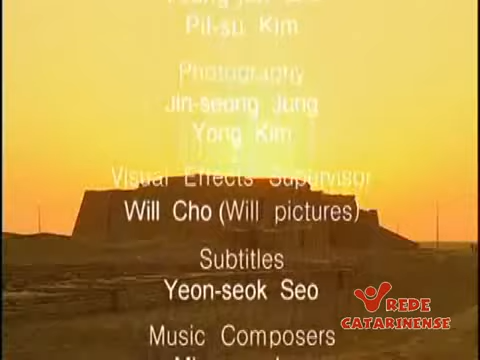 Pil-su Kim
Photography
Jin-seong Jung
Yong Kim
Visual Effects Supervisor
Will Cho (Will pictures)
Subtitles
Yeon-seok Seo
Music Composers
REDE
CATARINENSE